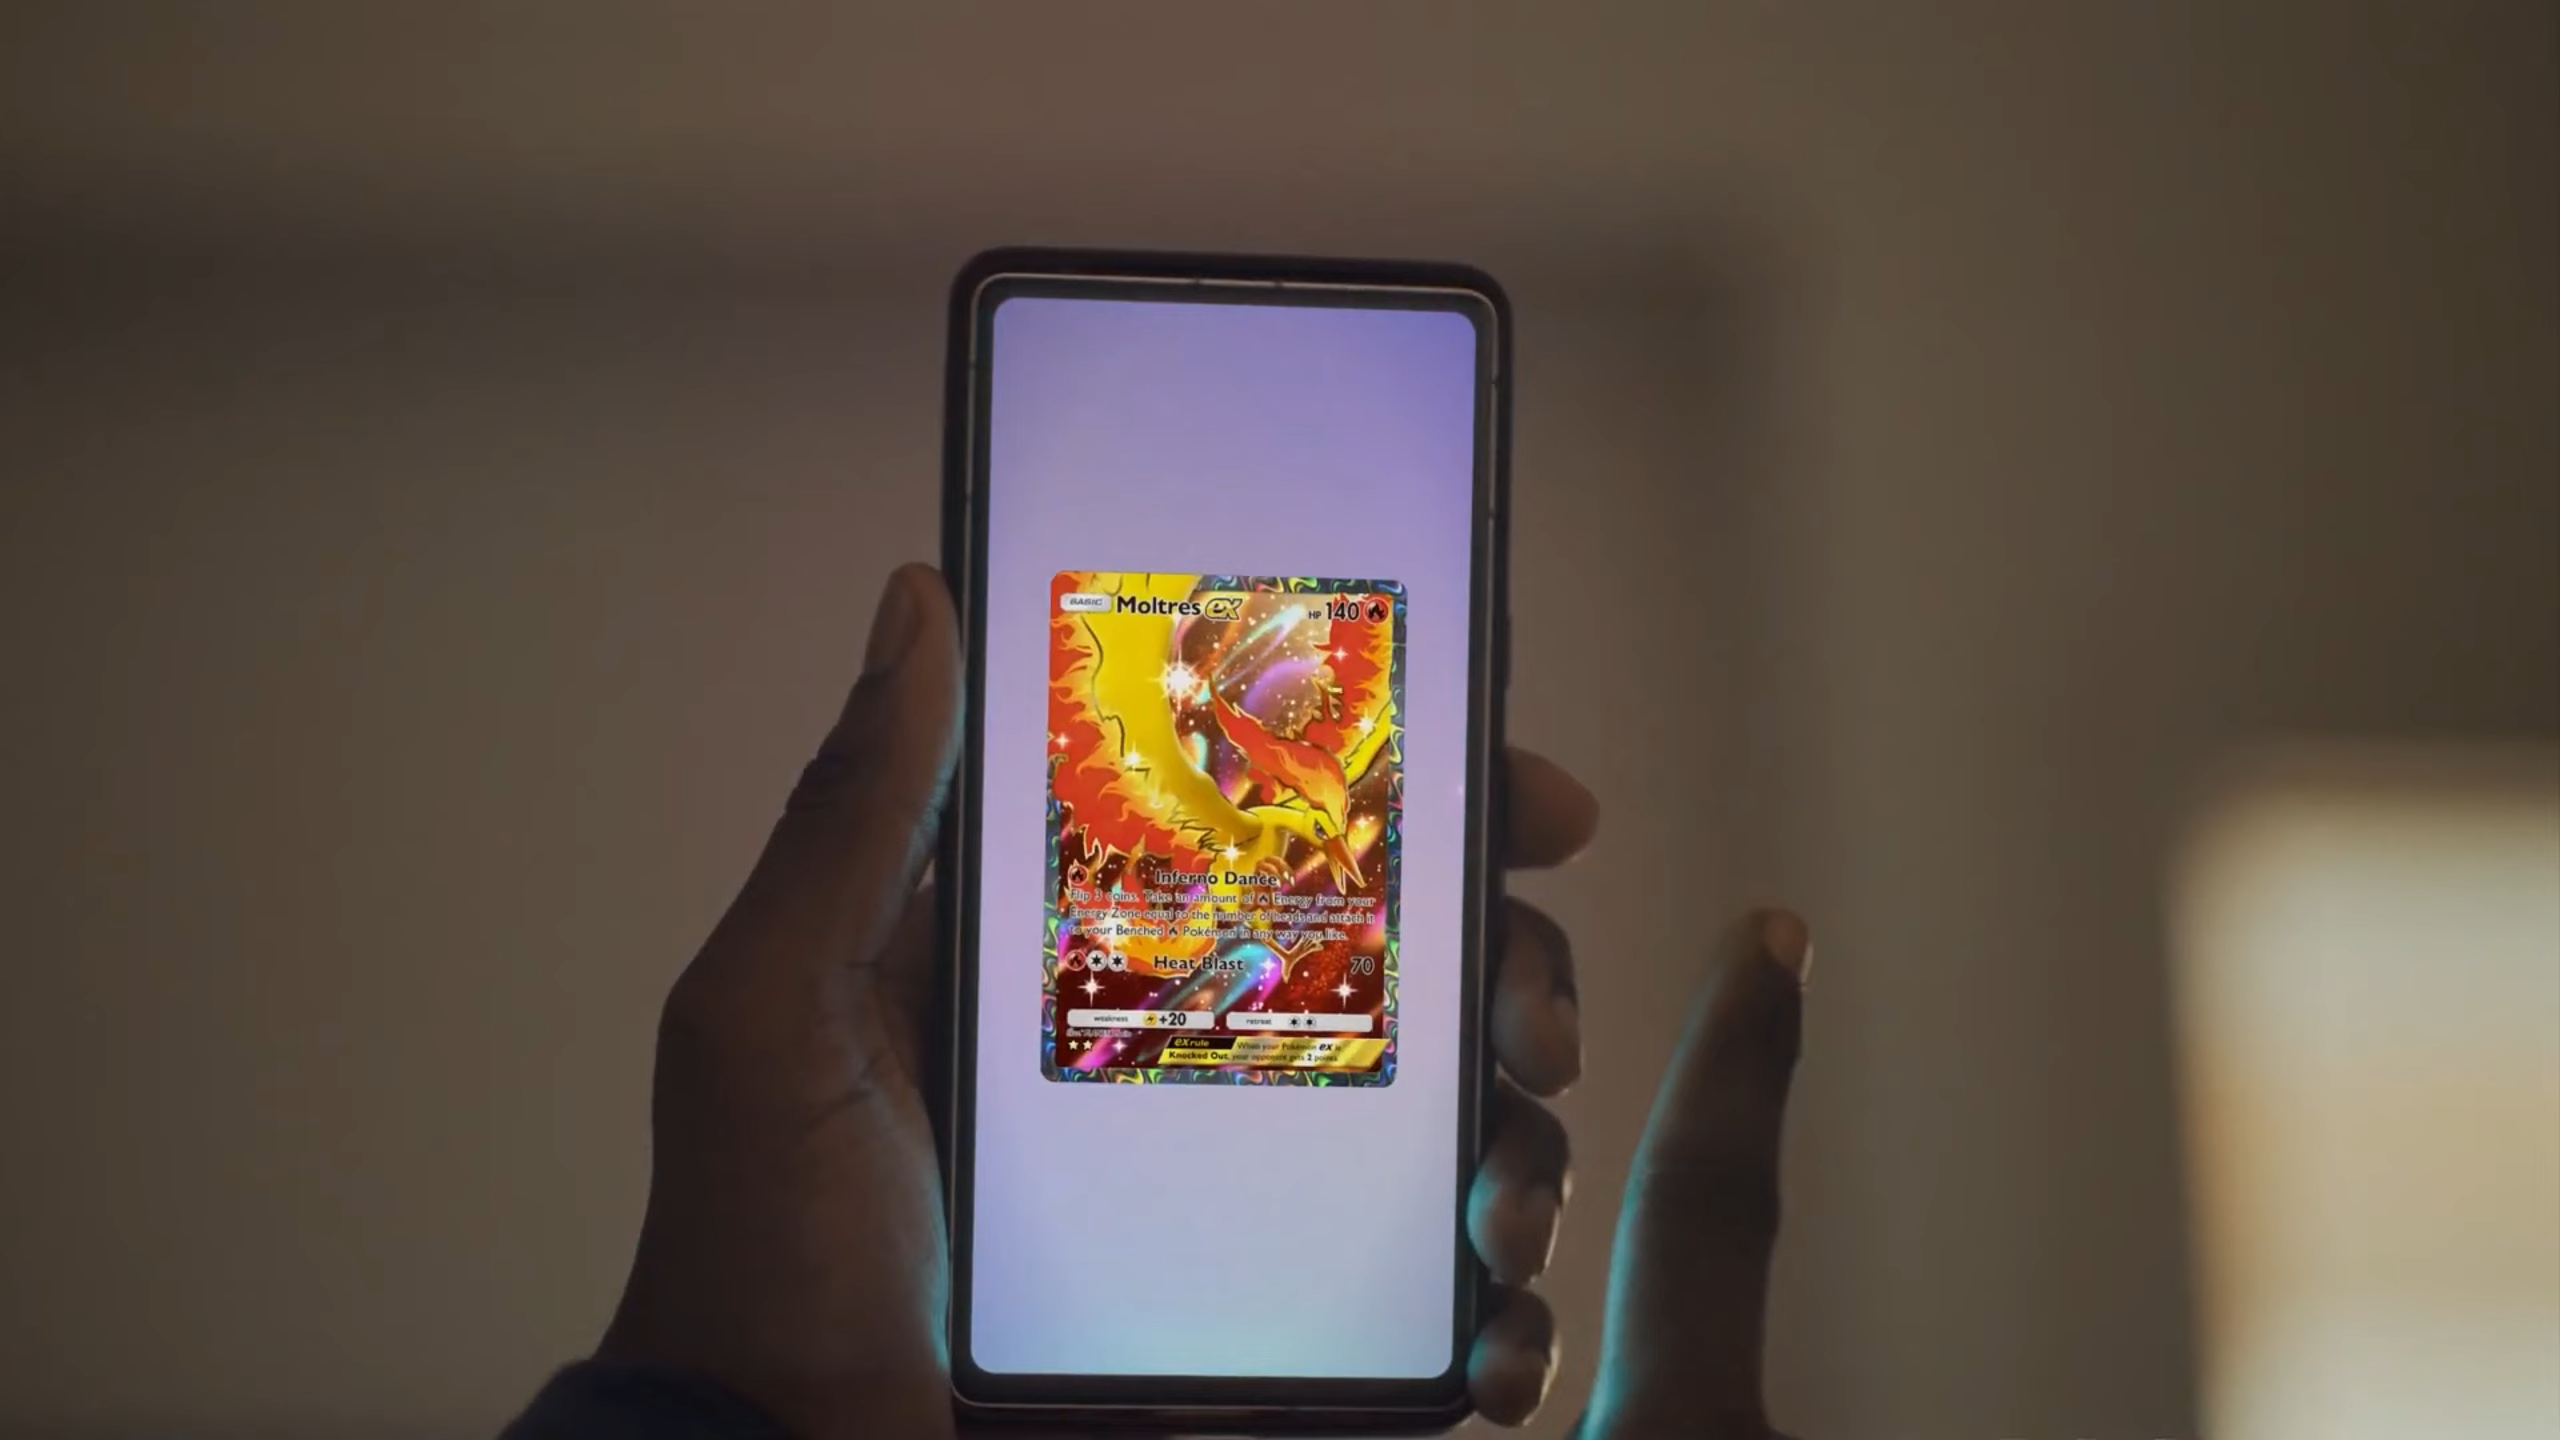 BASIC Moltres ex HP 140
Inferno Dance
Flip 3 coins. Take an amount of Energy from your
Energy Zone equal to the number of heads and attach it
to your Benched Pokémon in any way you like.
Heat Blast 70
weakness +20 retreat
ex rule When your Pokémon ex is
Knocked Out, your opponent gets 2 points.